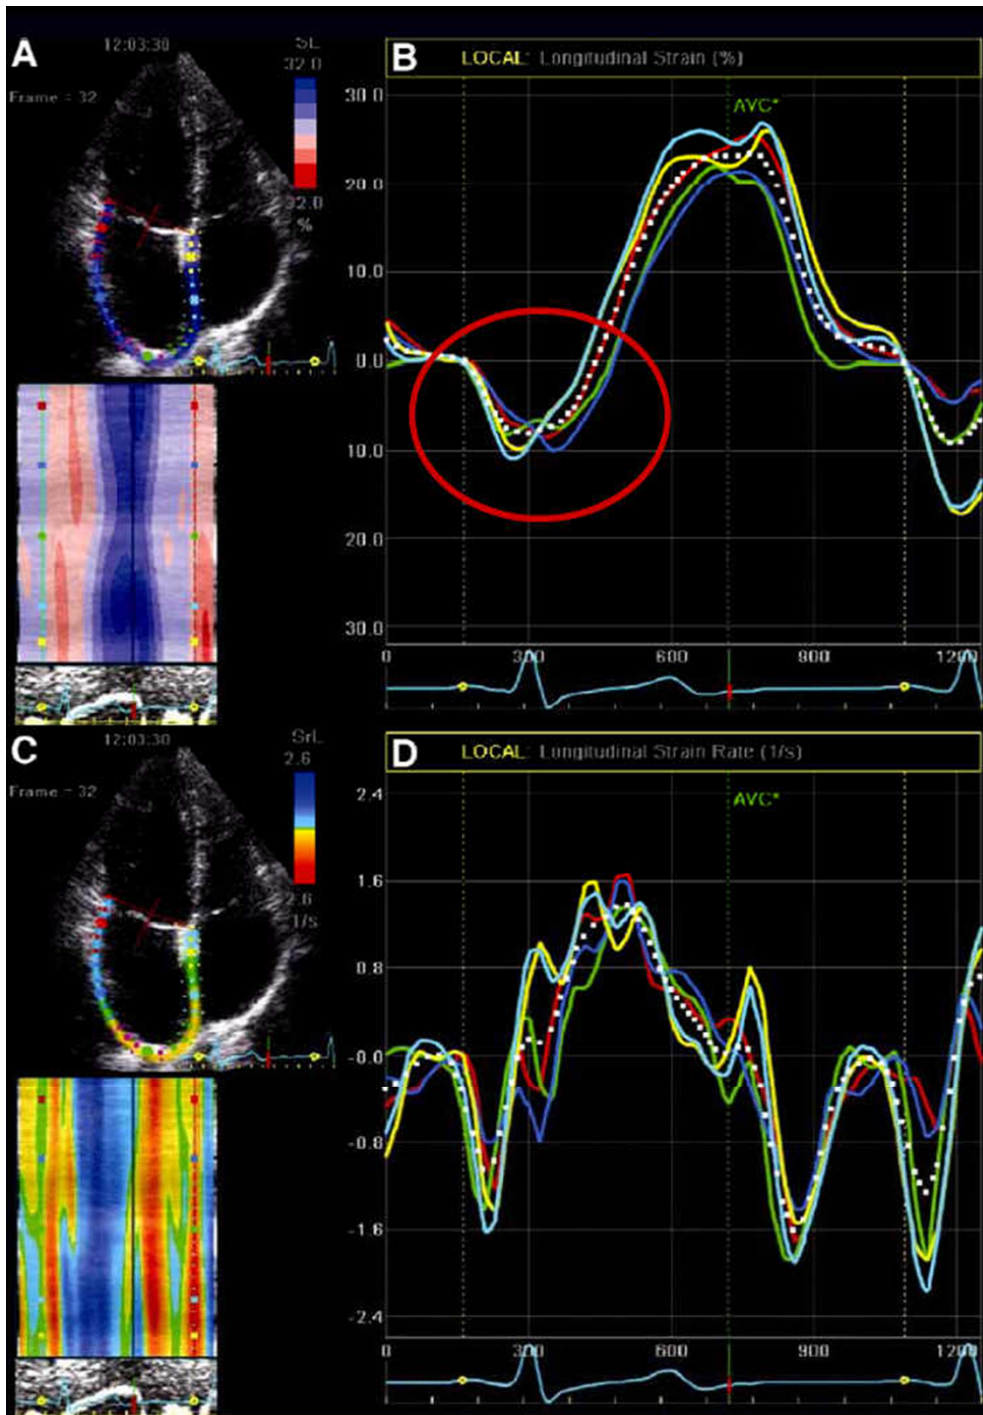 A
12:03:30
SL
32.0
Frame = 32
32.0
%
B
LOCAL: Longitudinal Strain (%)
30.0
AVC*
20.0
10.0
0.0
10.0
20.0
30.0
0 300 600 900 1200
C
12:03:30
SrL
2.6
Frame = 32
2.6
1/s
D
LOCAL: Longitudinal Strain Rate (1/s)
2.4
AVC*
1.6
0.8
-0.0
-0.8
-1.6
-2.4
0 300 600 900 1200